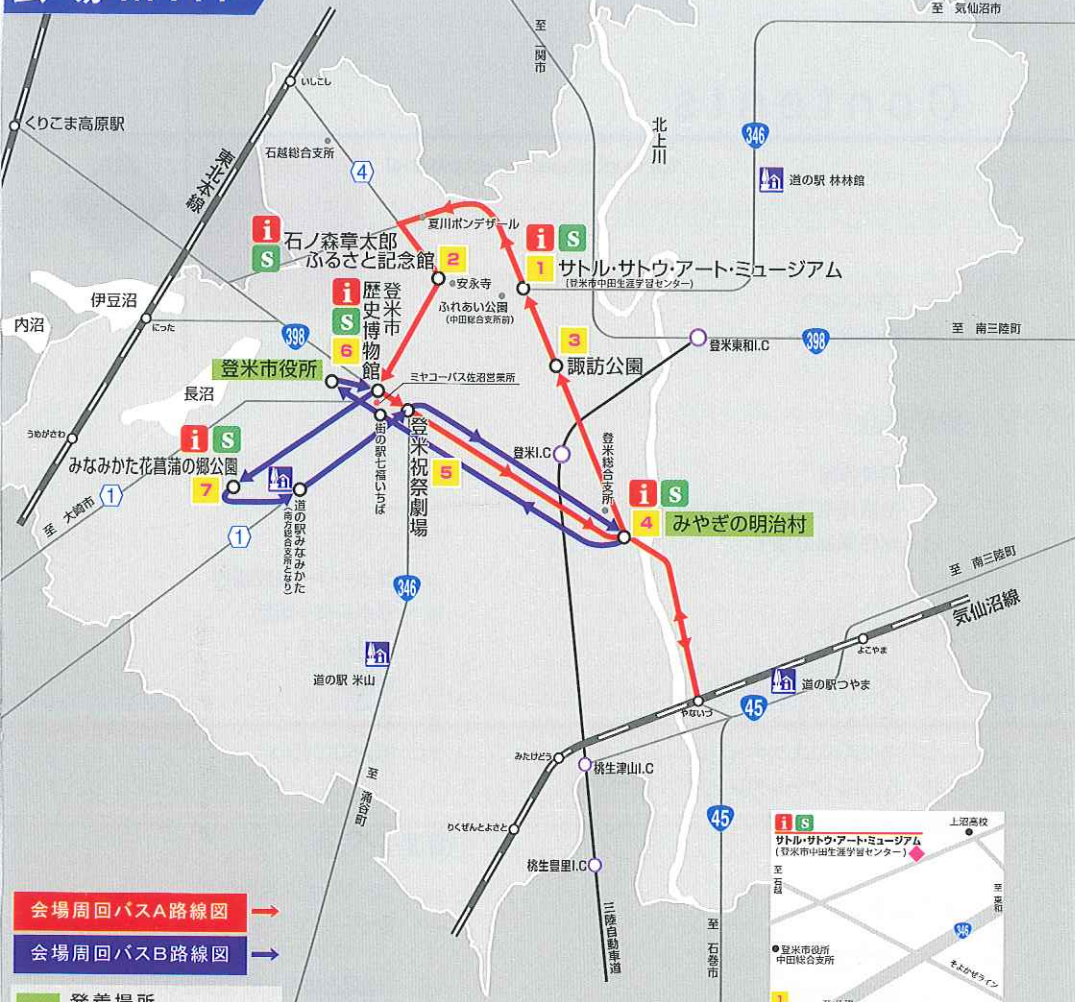 至 気仙沼市
至 一関市
北上川
346
道の駅 林林館
いしこし
くりこま高原駅
東北本線
石越総合支所
4
夏川ポンデザール
i S
石ノ森章太郎
ふるさと記念館
2
安永寺
i S
1
サトル・サトウ・アート・ミュージアム
(登米市中田生涯学習センター)
ふれあい公園
(中田総合支所前)
伊豆沼
内沼
にった
398
i S
登米市
歴史博物館
6
3
諏訪公園
登米東和I.C
398
至 南三陸町
登米市役所
ミヤコーバス佐沼営業所
長沼
うめがさわ
i S
みなみかた花菖蒲の郷公園
7
至 大崎市
1
1
道の駅みなみかた
(南方総合支所となり)
街の駅七福いちば
登米祝祭劇場
5
登米I.C
登米総合支所
i S
4
みやぎの明治村
346
道の駅 米山
至 涌谷町
至 南三陸町
気仙沼線
よこやま
道の駅つやま
やないづ
45
みたけどう
桃生津山I.C
りくぜんとよさと
桃生豊里I.C
三陸自動車道
45
至 石巻市
会場周回バスA路線図
会場周回バスB路線図
発着場所
i S
サトル・サトウ・アート・ミュージアム
(登米市中田生涯学習センター)
上沼高校
至 石越
至 東和
登米市役所
中田総合支所
346
そよかぜライン
1